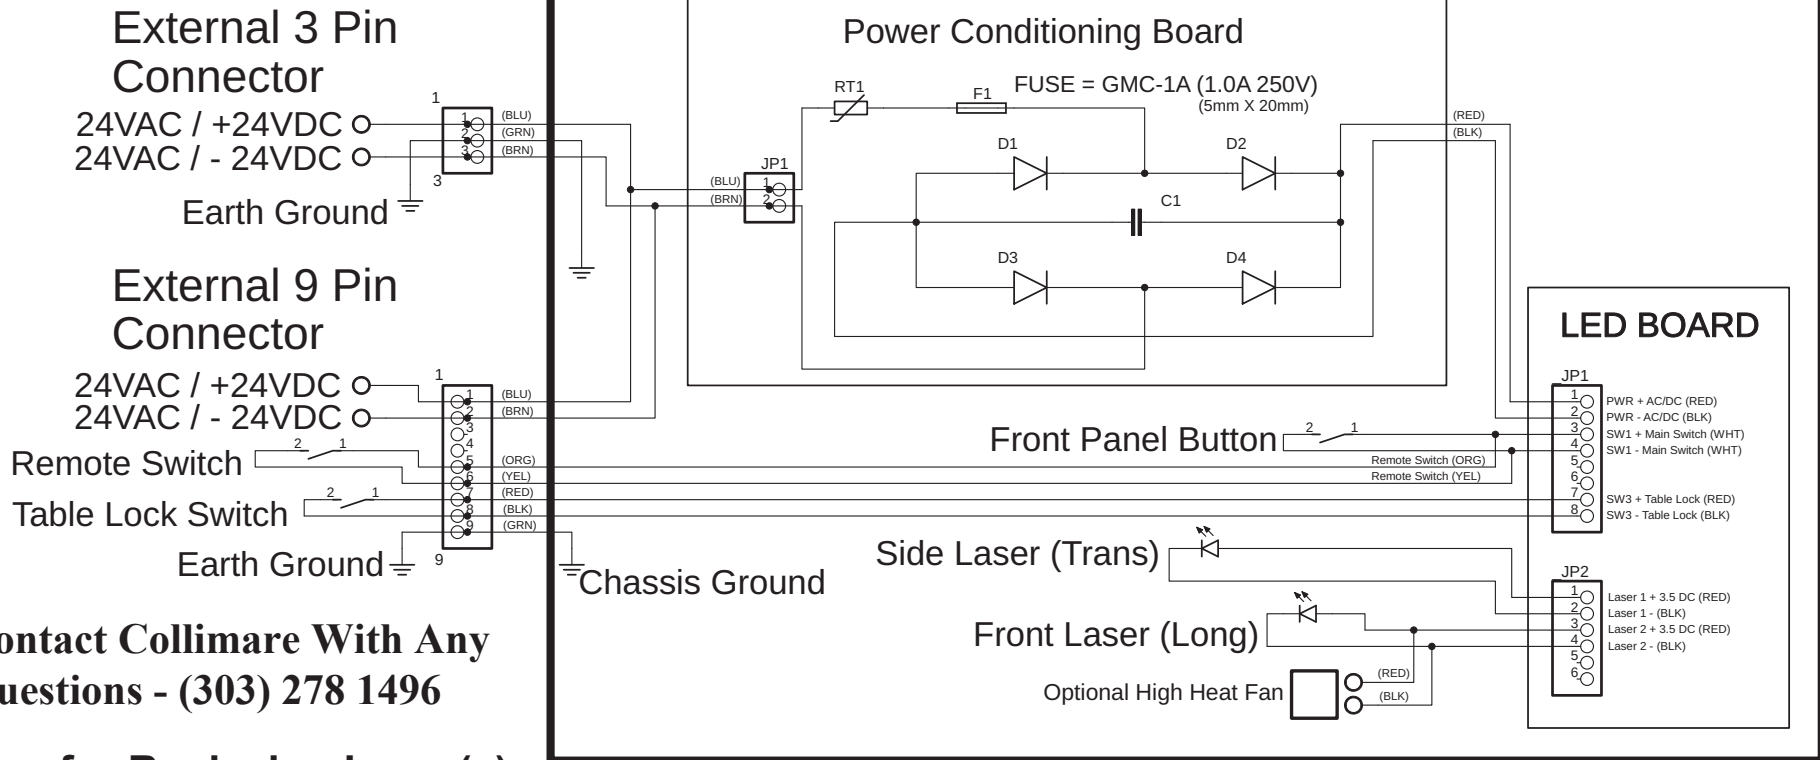 External 3 Pin
Connector
24VAC / +24VDC
24VAC / - 24VDC
Earth Ground
1
1
2
3
3
(BLU)
(GRN)
(BRN)
External 9 Pin
Connector
24VAC / +24VDC
24VAC / - 24VDC
Remote Switch
2 1
Table Lock Switch
2 1
Earth Ground
1
1
2
3
4
5
6
7
8
9
9
(BLU)
(BRN)
(ORG)
(YEL)
(RED)
(BLK)
(GRN)
Chassis Ground
ontact Collimare With Any
uestions - (303) 278 1496
Power Conditioning Board
RT1
F1
FUSE = GMC-1A (1.0A 250V)
(5mm X 20mm)
JP1
(BLU)
(BRN)
1
2
D1
D2
C1
D3
D4
(RED)
(BLK)
Front Panel Button
2 1
Remote Switch (ORG)
Remote Switch (YEL)
Side Laser (Trans)
Front Laser (Long)
Optional High Heat Fan
(RED)
(BLK)
LED BOARD
JP1
1 PWR + AC/DC (RED)
2 PWR - AC/DC (BLK)
3 SW1 + Main Switch (WHT)
4 SW1 - Main Switch (WHT)
5
6
7 SW3 + Table Lock (RED)
8 SW3 - Table Lock (BLK)
JP2
1 Laser 1 + 3.5 DC (RED)
2 Laser 1 - (BLK)
3 Laser 2 + 3.5 DC (RED)
4 Laser 2 - (BLK)
5
6